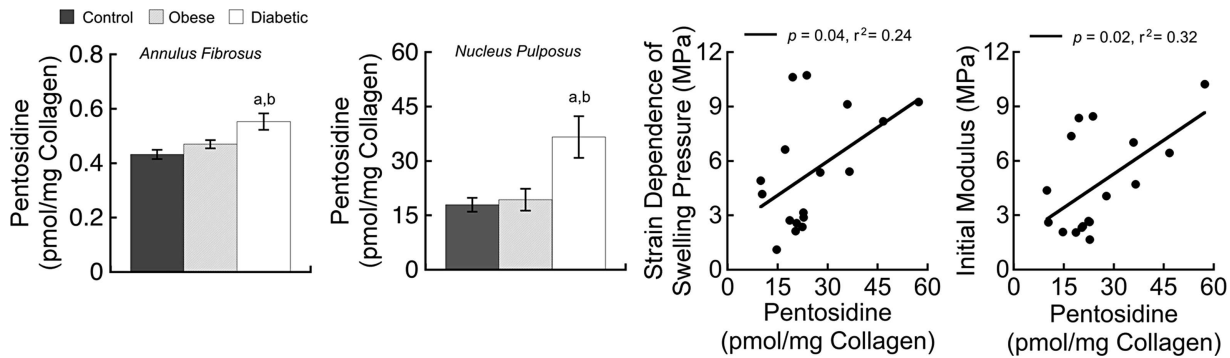 Control Obese Diabetic
Annulus Fibrosus
a,b
Pentosidine
(pmol/mg Collagen)
0.8
0.6
0.4
0.2
0
Nucleus Pulposus
a,b
Pentosidine
(pmol/mg Collagen)
60
45
30
15
0
p = 0.04, r²= 0.24
Strain Dependence of
Swelling Pressure (MPa)
12
9
6
3
0
0 15 30 45 60
Pentosidine
(pmol/mg Collagen)
p = 0.02, r²= 0.32
Initial Modulus (MPa)
12
9
6
3
0
0 15 30 45 60
Pentosidine
(pmol/mg Collagen)